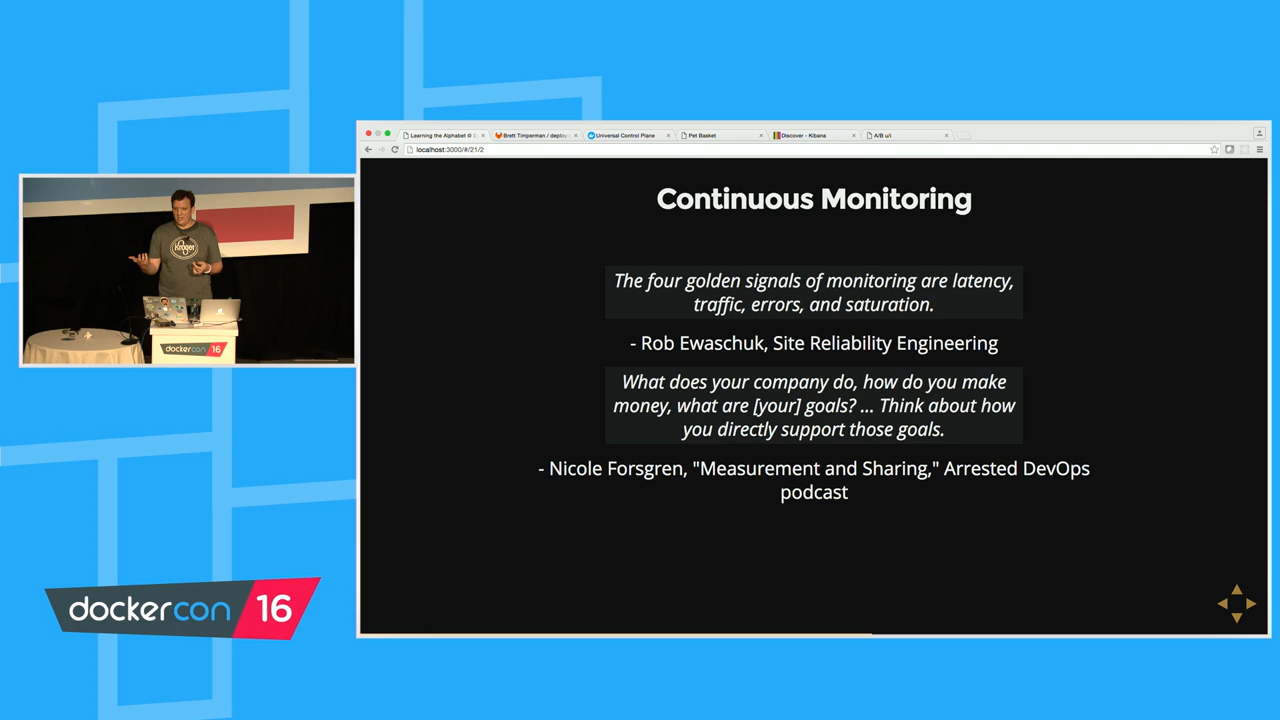 Learning the Alphabet @ D
Brett Timperman / deploy-
Universal Control Plane
Pet Basket
Discover - Kibana
A/B u/i
localhost:3000/#/21/2
Continuous Monitoring
The four golden signals of monitoring are latency,
traffic, errors, and saturation.
- Rob Ewaschuk, Site Reliability Engineering
What does your company do, how do you make
money, what are [your] goals? ... Think about how
you directly support those goals.
- Nicole Forsgren, "Measurement and Sharing," Arrested DevOps
podcast
Kroger
dockercon 16
dockercon 16